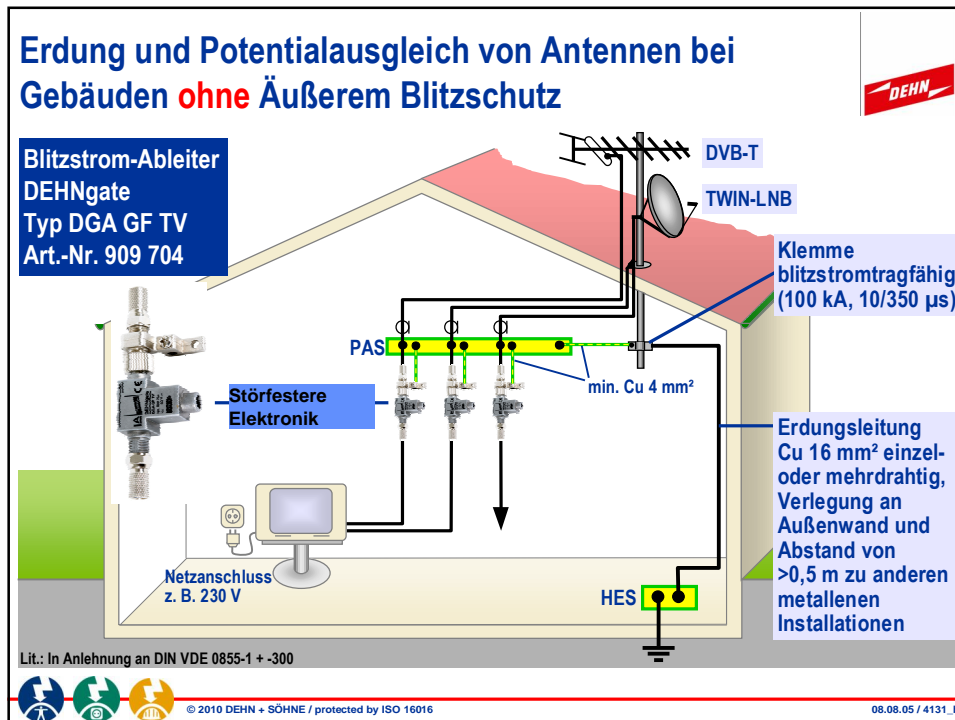 Erdung und Potentialausgleich von Antennen bei
Gebäuden ohne Äußerem Blitzschutz
DEHN
Blitzstrom-Ableiter
DEHNgate
Typ DGA GF TV
Art.-Nr. 909 704
DVB-T
TWIN-LNB
Klemme
blitzstromtragfähig
(100 kA, 10/350 µs)
PAS
min. Cu 4 mm²
Störfestere
Elektronik
Erdungsleitung
Cu 16 mm² einzel-
oder mehrdrahtig,
Verlegung an
Außenwand und
Abstand von
>0,5 m zu anderen
metallenen
Installationen
Netzanschluss
z. B. 230 V
HES
Lit.: In Anlehnung an DIN VDE 0855-1 + -300
© 2010 DEHN + SÖHNE / protected by ISO 16016
08.08.05 / 4131_